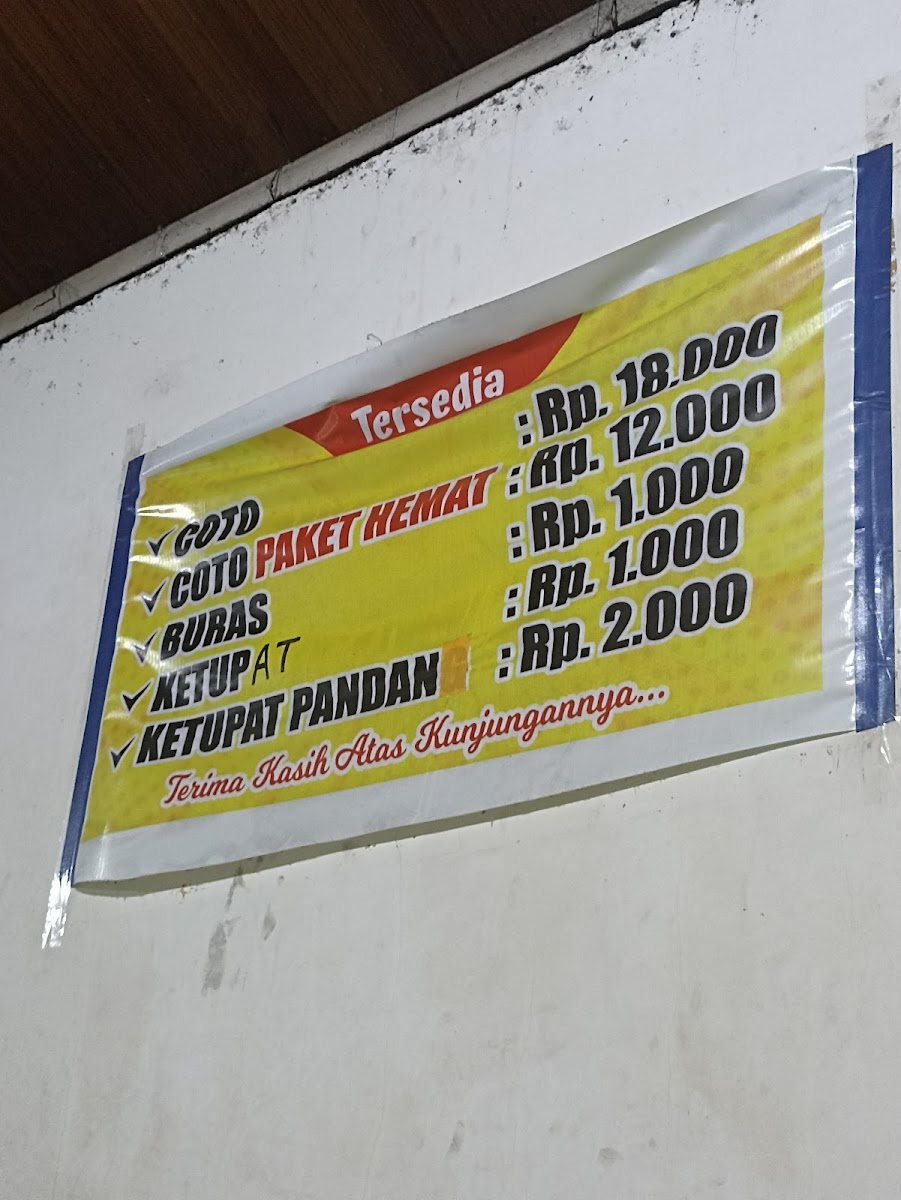 Tersedia
✓ COTO : Rp. 18.000
✓ COTO PAKET HEMAT : Rp. 12.000
✓ BURAS : Rp. 1.000
✓ KETUPAT : Rp. 1.000
✓ KETUPAT PANDAN : Rp. 2.000
Terima Kasih Atas Kunjungannya...